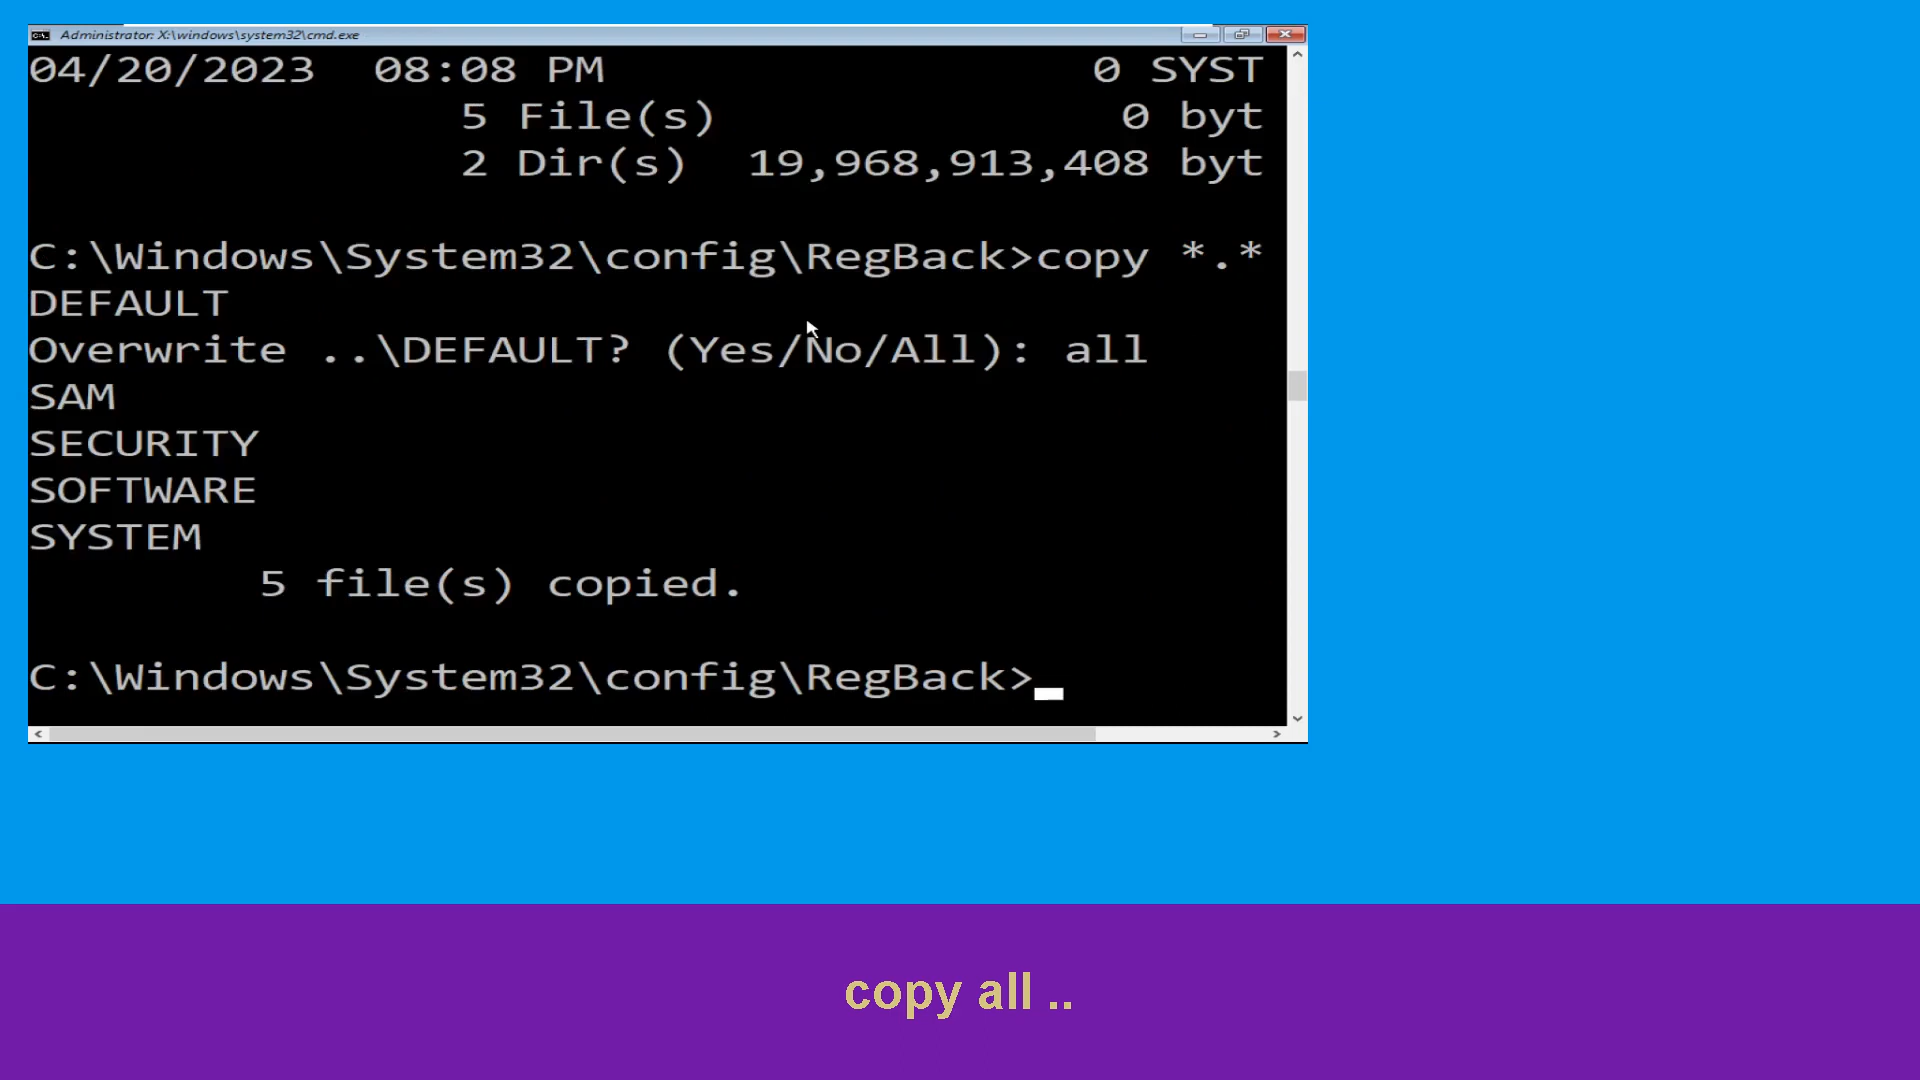 Administrator: X:\windows\system32\cmd.exe
04/20/2023  08:08 PM                 0 SYST
               5 File(s)              0 byt
               2 Dir(s)  19,968,913,408 byt
C:\Windows\System32\config\RegBack>copy *.*
DEFAULT
Overwrite ..\DEFAULT? (Yes/No/All): all
SAM
SECURITY
SOFTWARE
SYSTEM
        5 file(s) copied.
C:\Windows\System32\config\RegBack>
copy all ..